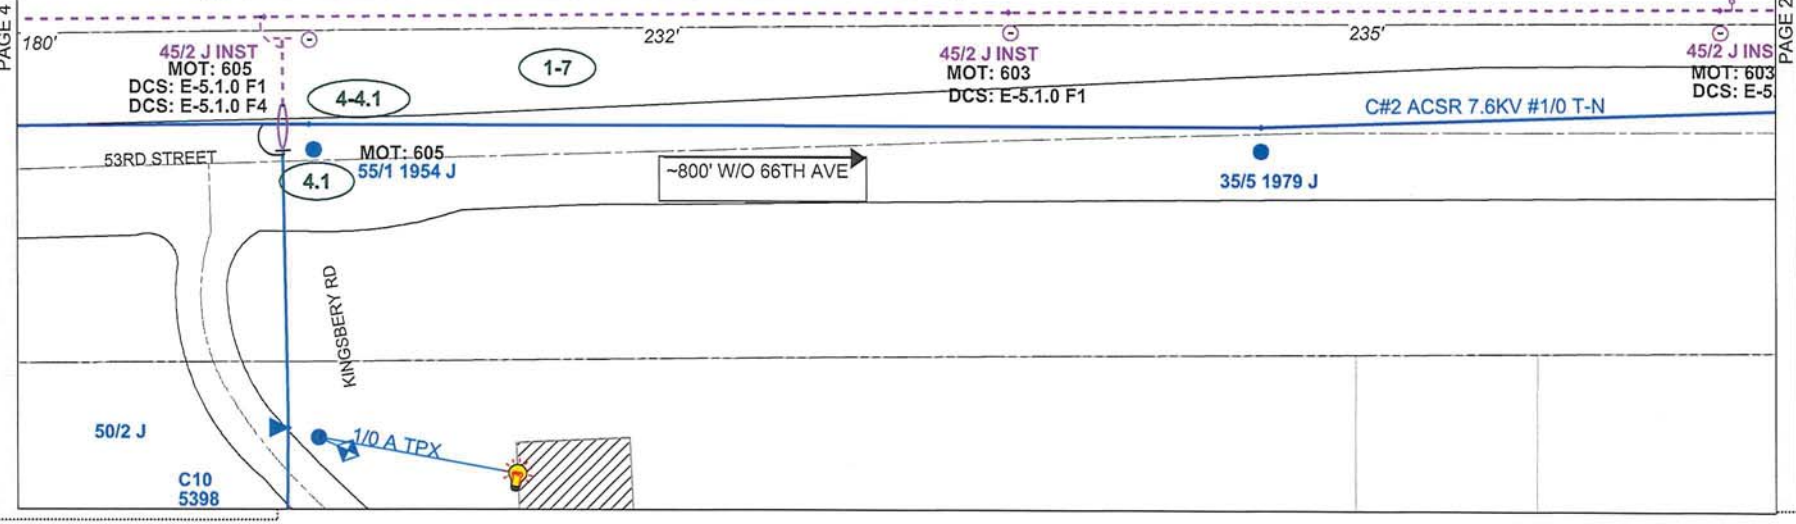 PAGE 4
180'
232'
235'
PAGE 2
45/2 J INST
MOT: 605
DCS: E-5.1.0 F1
DCS: E-5.1.0 F4
4-4.1
1-7
45/2 J INST
MOT: 603
DCS: E-5.1.0 F1
45/2 J INS
MOT: 603
DCS: E-5.
C#2 ACSR 7.6KV #1/0 T-N
53RD STREET
MOT: 605
55/1 1954 J
4.1
~800' W/O 66TH AVE
35/5 1979 J
KINGSBERY RD
50/2 J
1/0 A TPX
C10
5398